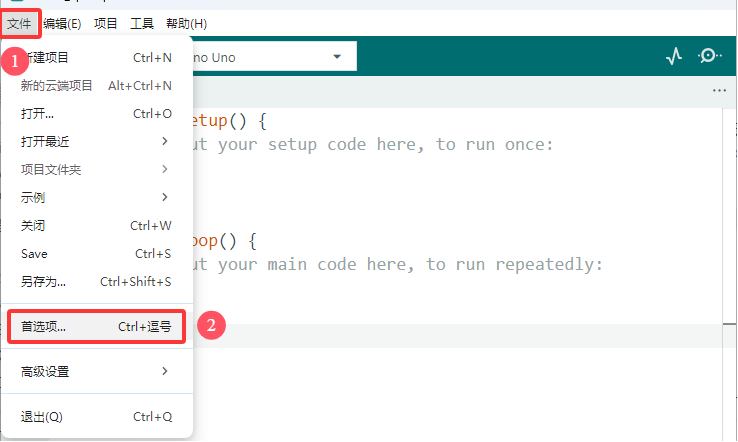 文件 编辑(E) 项目 工具 帮助(H)
1
新建项目 Ctrl+N
no Uno
新的云端项目 Alt+Ctrl+N
打开... Ctrl+O
etup() {
打开最近
ut your setup code here, to run once:
项目文件夹
示例
关闭 Ctrl+W
oop() {
Save Ctrl+S
ut your main code here, to run repeatedly:
另存为... Ctrl+Shift+S
首选项... Ctrl+逗号
2
高级设置
退出(Q) Ctrl+Q